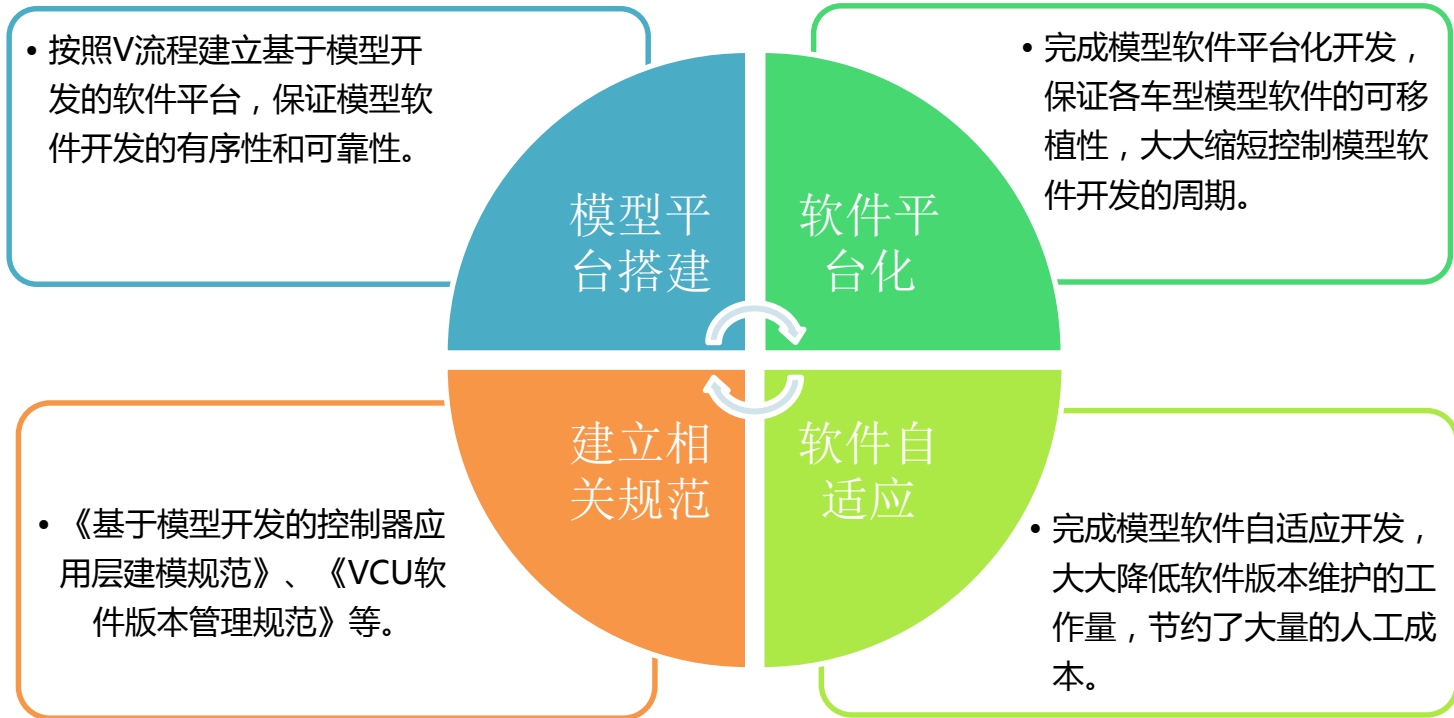 • 按照V流程建立基于模型开
发的软件平台，保证模型软
件开发的有序性和可靠性。
模型平
台搭建
软件平
台化
• 完成模型软件平台化开发，
保证各车型模型软件的可移
植性，大大缩短控制模型软
件开发的周期。
• 《基于模型开发的控制器应
用层建模规范》、《VCU软
件版本管理规范》等。
建立相
关规范
软件自
适应
• 完成模型软件自适应开发，
大大降低软件版本维护的工
作量，节约了大量的人工成
本。